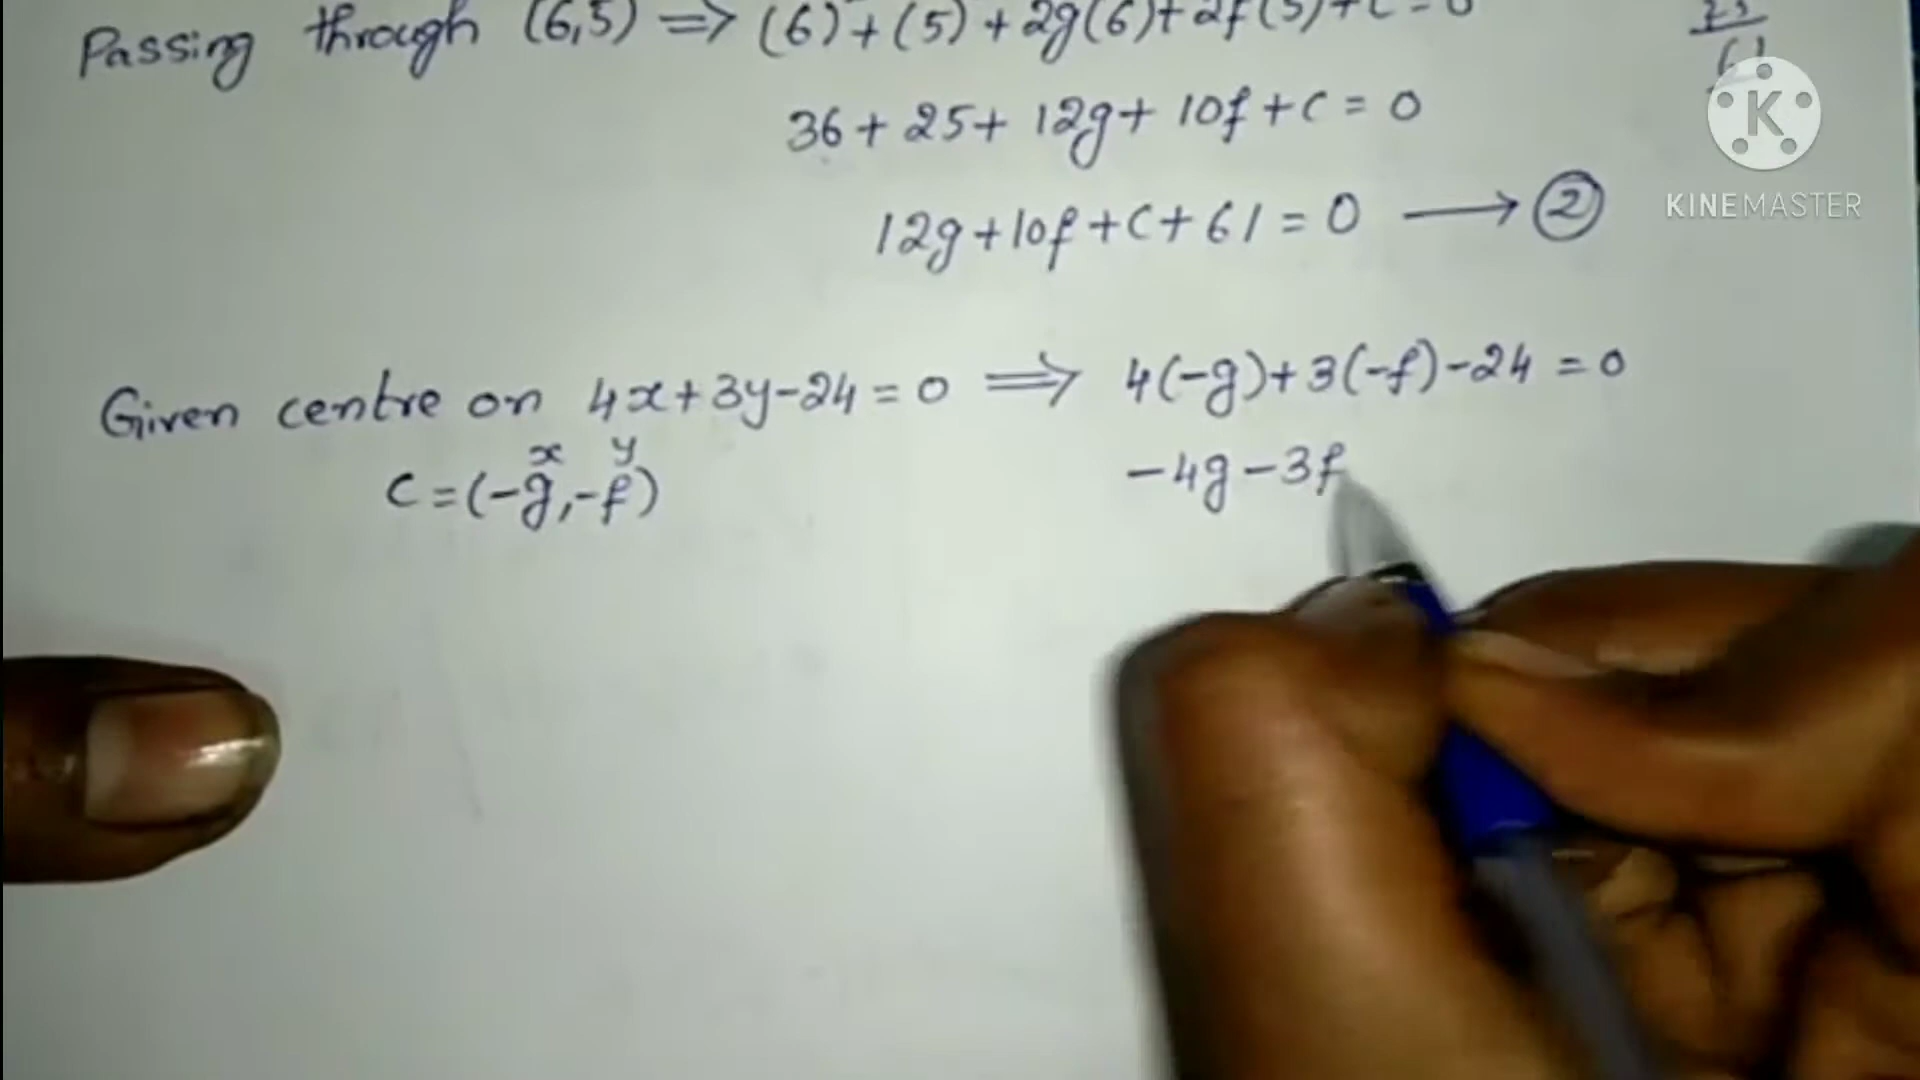 Passing through (6,5) ⇒ (6)+(5)+2g(6)+2f(5)+c=0
36+25+12g+10f+c=0
12g+10f+c+61=0 → ②
Given centre on 4x+3y-24=0 ⇒ 4(-g)+3(-f)-24=0
x y
C=(-g,-f)
-4g-3f
61
K
KINEMASTER